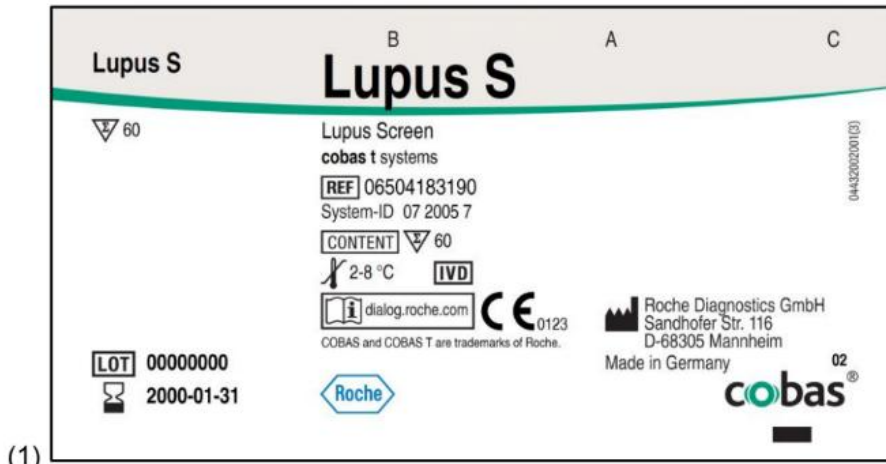 B A C
Lupus S
Lupus S
60
Lupus Screen
cobas t systems
REF 06504183190
System-ID 07 2005 7
CONTENT Σ 60
2-8 °C IVD
i dialog.roche.com CE 0123
COBAS and COBAS T are trademarks of Roche.
LOT 00000000
2000-01-31
Roche
Roche Diagnostics GmbH
Sandhofer Str. 116
D-68305 Mannheim
Made in Germany
02
cobas®
04432002001(3)
(1)